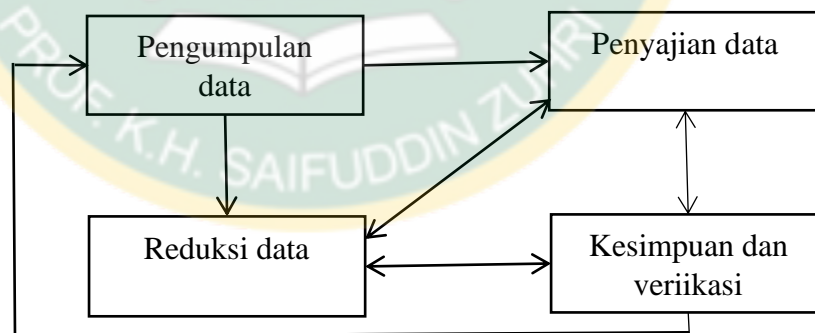 Pengumpulan
data
Penyajian data
PROF. K.H. SAIFUDDIN ZUHRI
Reduksi data
Kesimpuan dan
veriikasi